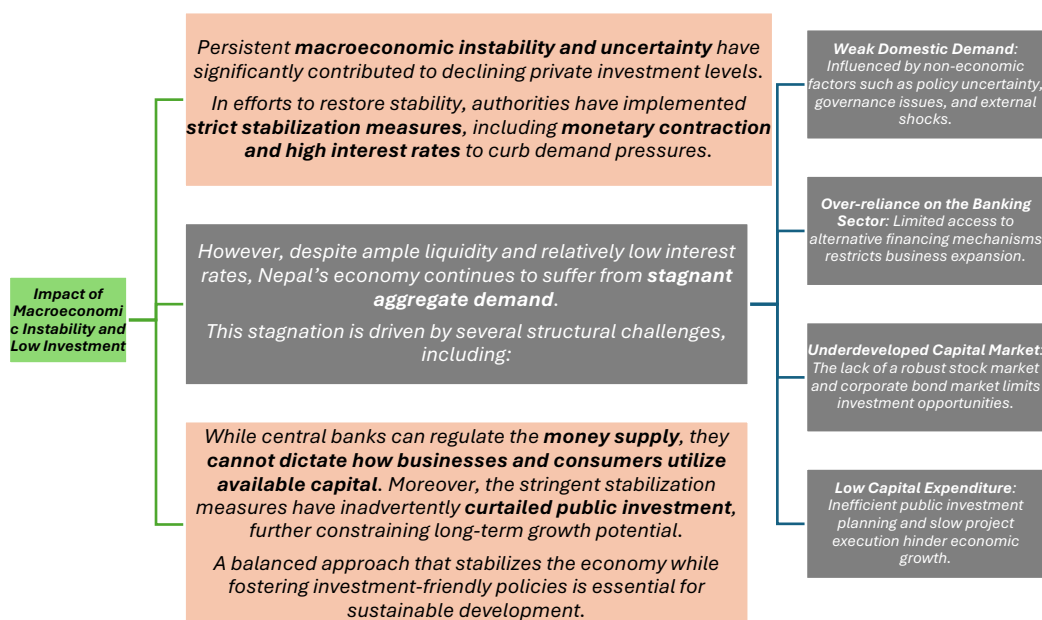 Impact of
Macroeconomi
c Instability and
Low Investment
Persistent macroeconomic instability and uncertainty have
significantly contributed to declining private investment levels.
In efforts to restore stability, authorities have implemented
strict stabilization measures, including monetary contraction
and high interest rates to curb demand pressures.
However, despite ample liquidity and relatively low interest
rates, Nepal's economy continues to suffer from stagnant
aggregate demand.
This stagnation is driven by several structural challenges,
including:
Weak Domestic Demand:
Influenced by non-economic
factors such as policy uncertainty,
governance issues, and external
shocks.
Over-reliance on the Banking
Sector: Limited access to
alternative financing mechanisms
restricts business expansion.
Underdeveloped Capital Market:
The lack of a robust stock market
and corporate bond market limits
investment opportunities.
Low Capital Expenditure:
Inefficient public investment
planning and slow project
execution hinder economic
growth.
While central banks can regulate the money supply, they
cannot dictate how businesses and consumers utilize
available capital. Moreover, the stringent stabilization
measures have inadvertently curtailed public investment,
further constraining long-term growth potential.
A balanced approach that stabilizes the economy while
fostering investment-friendly policies is essential for
sustainable development.